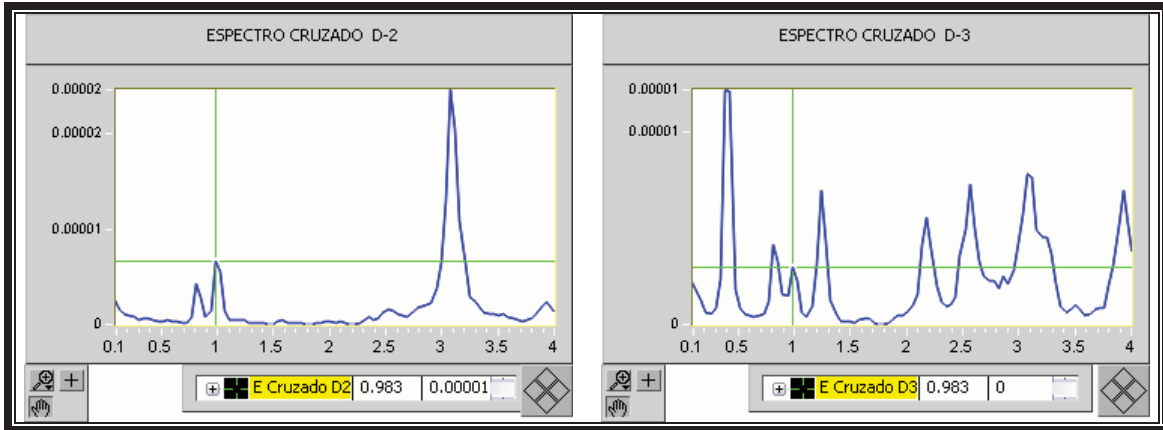 ESPECTRO CRUZADO D-2
0.00002
0.00002
0.00001
0
0.1 0.5 1 1.5 2 2.5 3 3.5 4
E Cruzado D2 0.983 0.00001
ESPECTRO CRUZADO D-3
0.00001
0.00001
0
0.1 0.5 1 1.5 2 2.5 3 3.5 4
E Cruzado D3 0.983 0